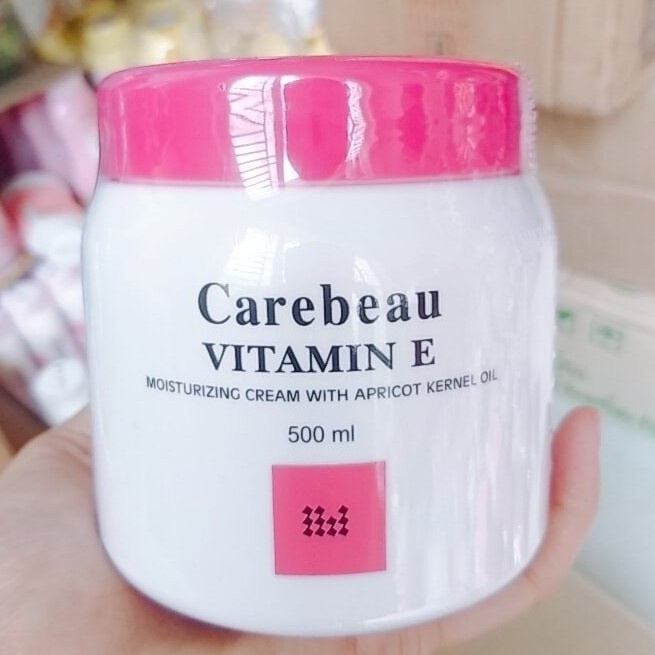 Carebeau
VITAMIN E
MOISTURIZING CREAM WITH APRICOT KERNEL OIL
500 ml